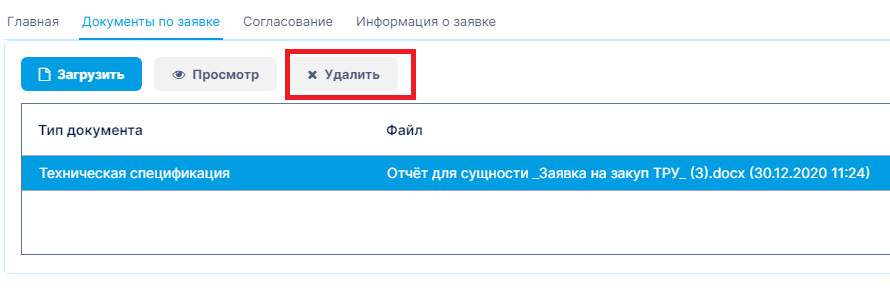 Главная Документы по заявке Согласование Информация о заявке
Загрузить Просмотр Удалить
Тип документа Файл
Техническая спецификация Отчёт для сущности _Заявка на закуп ТРУ_ (3).docx (30.12.2020 11:24)